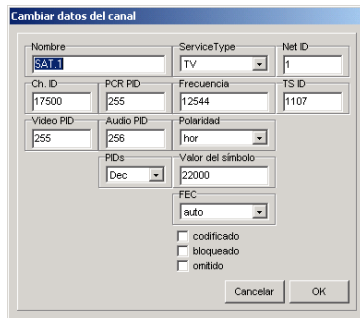 Cambiar datos del canal
Nombre ServiceType Net ID
SAT.1 TV 1
Ch. ID PCR PID Frecuencia TS ID
17500 255 12544 1107
Video PID Audio PID Polaridad
255 256 hor
PIDs Valor del símbolo
Dec 22000
FEC
auto
codificado
bloqueado
omitido
Cancelar OK